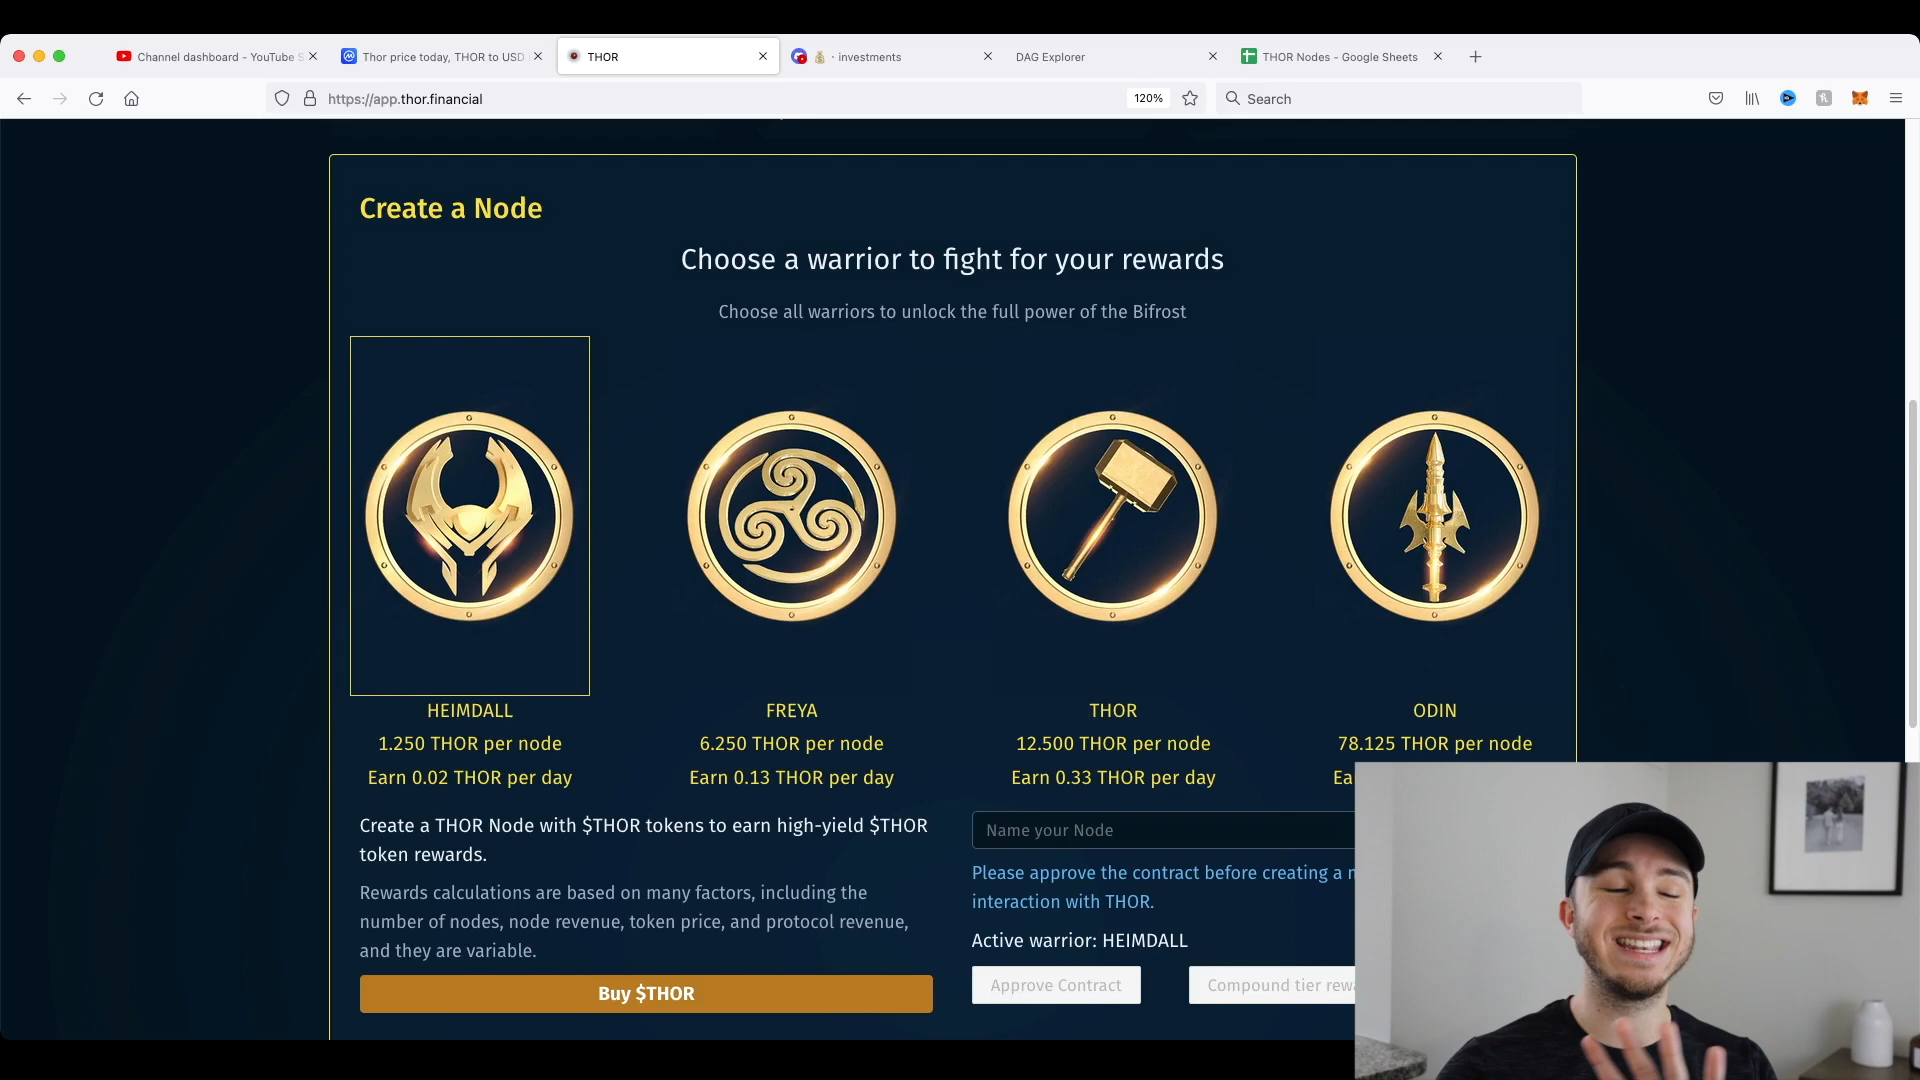 Channel dashboard - YouTube S
Thor price today, THOR to USD
THOR
· investments
DAG Explorer
THOR Nodes - Google Sheets
https://app.thor.financial
120%
Search
Create a Node
Choose a warrior to fight for your rewards
Choose all warriors to unlock the full power of the Bifrost
HEIMDALL
1.250 THOR per node
Earn 0.02 THOR per day
FREYA
6.250 THOR per node
Earn 0.13 THOR per day
THOR
12.500 THOR per node
Earn 0.33 THOR per day
ODIN
78.125 THOR per node
Ea
Create a THOR Node with $THOR tokens to earn high-yield $THOR
token rewards.
Rewards calculations are based on many factors, including the
number of nodes, node revenue, token price, and protocol revenue,
and they are variable.
Buy $THOR
Name your Node
Please approve the contract before creating a n
interaction with THOR.
Active warrior: HEIMDALL
Approve Contract
Compound tier rewa